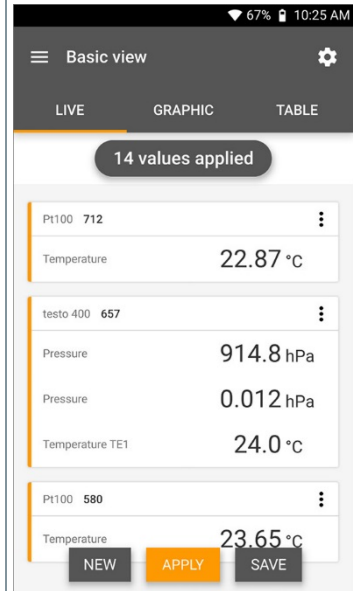 67% 10:25 AM
Basic view
LIVE GRAPHIC TABLE
14 values applied
Pt100 712
Temperature 22.87 °C
testo 400 657
Pressure 914.8 hPa
Pressure 0.012 hPa
Temperature TE1 24.0 °C
Pt100 580
Temperature 23.65 °C
NEW APPLY SAVE